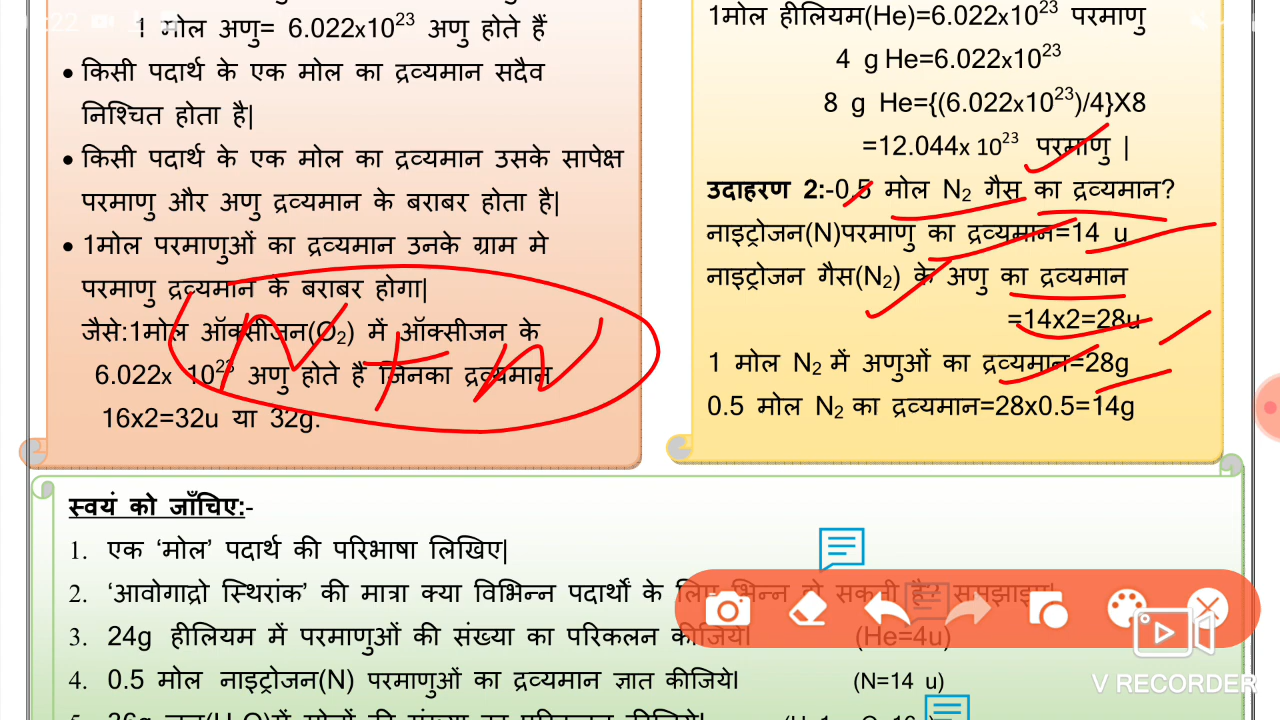 1 मोल अणु= 6.022x10²³ अणु होते हैं
• किसी पदार्थ के एक मोल का द्रव्यमान सदैव
निश्चित होता है|
• किसी पदार्थ के एक मोल का द्रव्यमान उसके सापेक्ष
परमाणु और अणु द्रव्यमान के बराबर होता है|
• 1मोल परमाणुओं का द्रव्यमान उनके ग्राम मे
परमाणु द्रव्यमान के बराबर होगा|
जैसे:1मोल ऑक्सीजन(O₂) में ऑक्सीजन के
6.022x 10²³ अणु होते हैं जिनका द्रव्यमान
16x2=32u या 32g.
N + N
1मोल हीलियम(He)=6.022x10²³ परमाणु
4 g He=6.022x10²³
8 g He={(6.022x10²³)/4}X8
=12.044x 10²³ परमाणु |
उदाहरण 2:-0.5 मोल N₂ गैस का द्रव्यमान?
नाइट्रोजन(N)परमाणु का द्रव्यमान=14 u
नाइट्रोजन गैस(N₂) के अणु का द्रव्यमान
=14x2=28u
1 मोल N₂ में अणुओं का द्रव्यमान=28g
0.5 मोल N₂ का द्रव्यमान=28x0.5=14g
स्वयं को जाँचिए:-
1. एक ‘मोल’ पदार्थ की परिभाषा लिखिए|
2. ‘आवोगाद्रो स्थिरांक’ की मात्रा क्या विभिन्न पदार्थों के लिए भिन्न हो सकती है? समझाइए|
3. 24g हीलियम में परमाणुओं की संख्या का परिकलन कीजिये। (He=4u)
4. 0.5 मोल नाइट्रोजन(N) परमाणुओं का द्रव्यमान ज्ञात कीजिये। (N=14 u)
V RECORDER